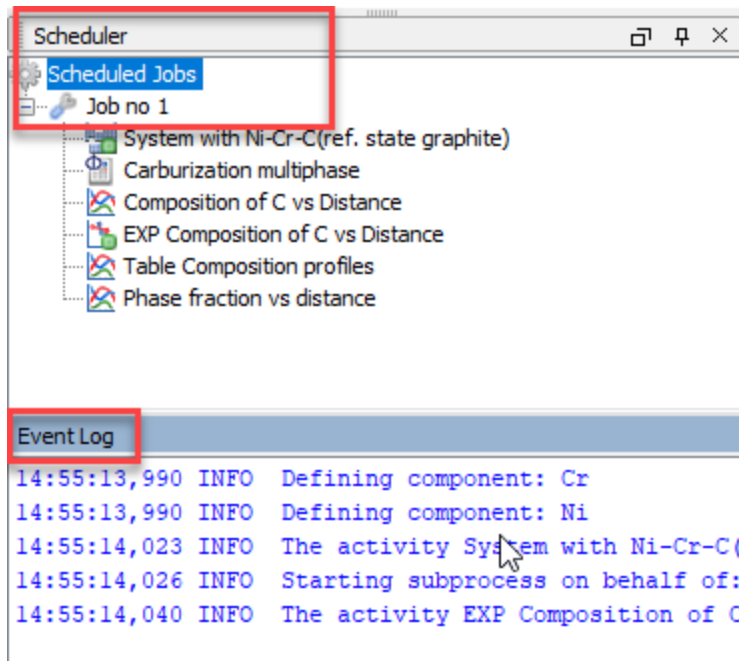 Scheduler
Scheduled Jobs
Job no 1
System with Ni-Cr-C(ref. state graphite)
Carburization multiphase
Composition of C vs Distance
EXP Composition of C vs Distance
Table Composition profiles
Phase fraction vs distance
Event Log
14:55:13,990 INFO Defining component: Cr
14:55:13,990 INFO Defining component: Ni
14:55:14,023 INFO The activity System with Ni-Cr-C(
14:55:14,026 INFO Starting subprocess on behalf of:
14:55:14,040 INFO The activity EXP Composition of C